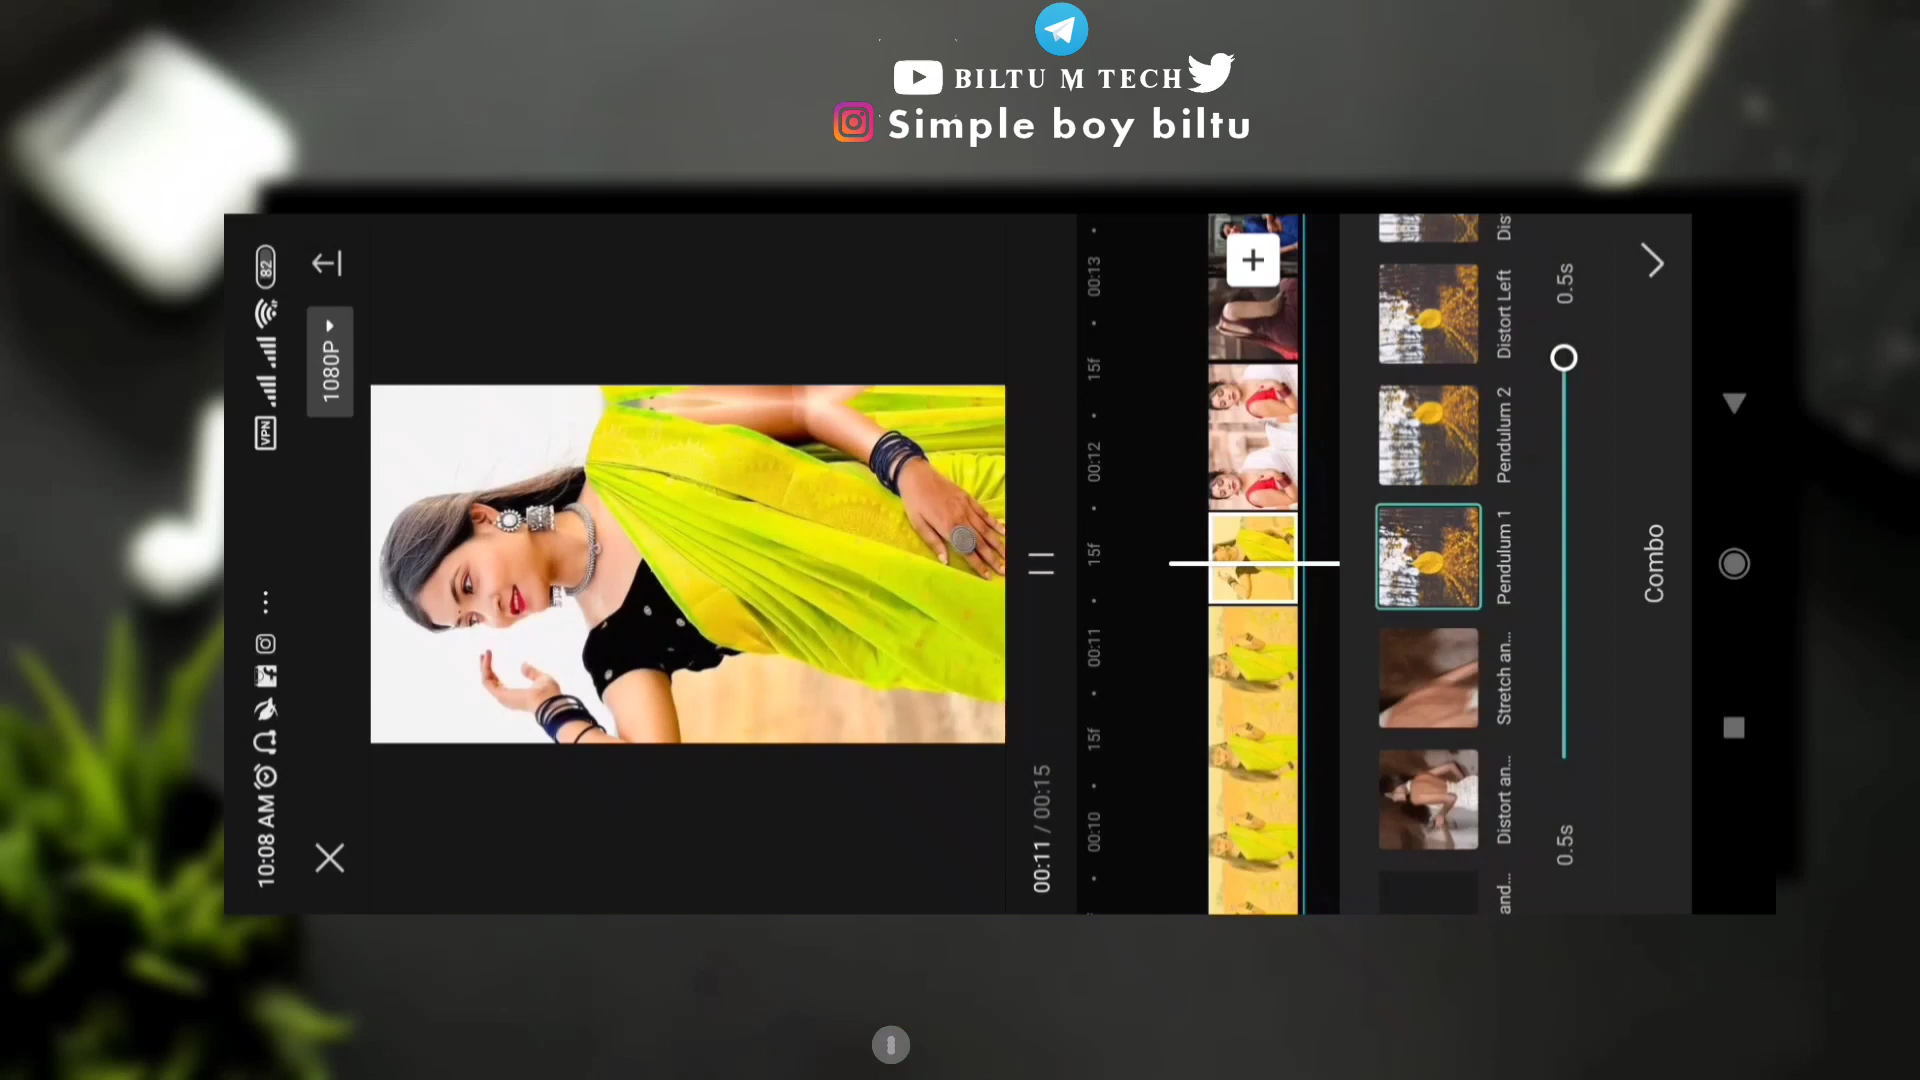 BILTU M TECH
Simple boy biltu
10:08 AM
VPN
82
1080P
00:11 / 00:15
00:10
15f
00:11
15f
00:12
15f
00:13
and...
Distort an...
Stretch an...
Pendulum 1
Pendulum 2
Distort Left
Dis
0.5s
0.5s
Combo